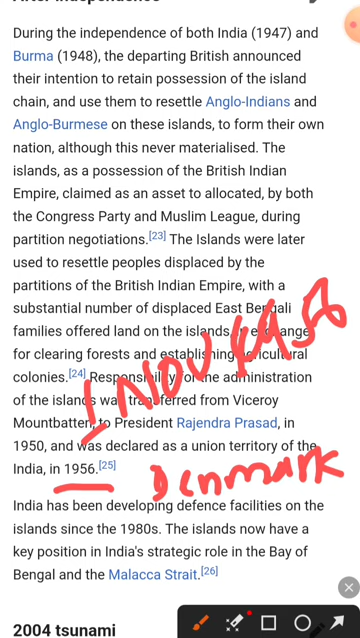 During the independence of both India (1947) and
Burma (1948), the departing British announced
their intention to retain possession of the island
chain, and use them to resettle Anglo-Indians and
Anglo-Burmese on these islands, to form their own
nation, although this never materialised. The
islands, as a possession of the British Indian
Empire, claimed as an asset to allocated, by both
the Congress Party and Muslim League, during
partition negotiations.[23] The Islands were later
used to resettle peoples displaced by the
partitions of the British Indian Empire, with a
substantial number of displaced East Bengali
families offered land on the islands, in exchange
for clearing forests and establishing agricultural
colonies.[24] Responsibility for the administration
of the islands was transferred from Viceroy
Mountbatten, to President Rajendra Prasad, in
1950, and was declared as a union territory of the
India, in 1956.[25]
1 NOV 1956
Denmark
India has been developing defence facilities on the
islands since the 1980s. The islands now have a
key position in India's strategic role in the Bay of
Bengal and the Malacca Strait.[26]
2004 tsunami